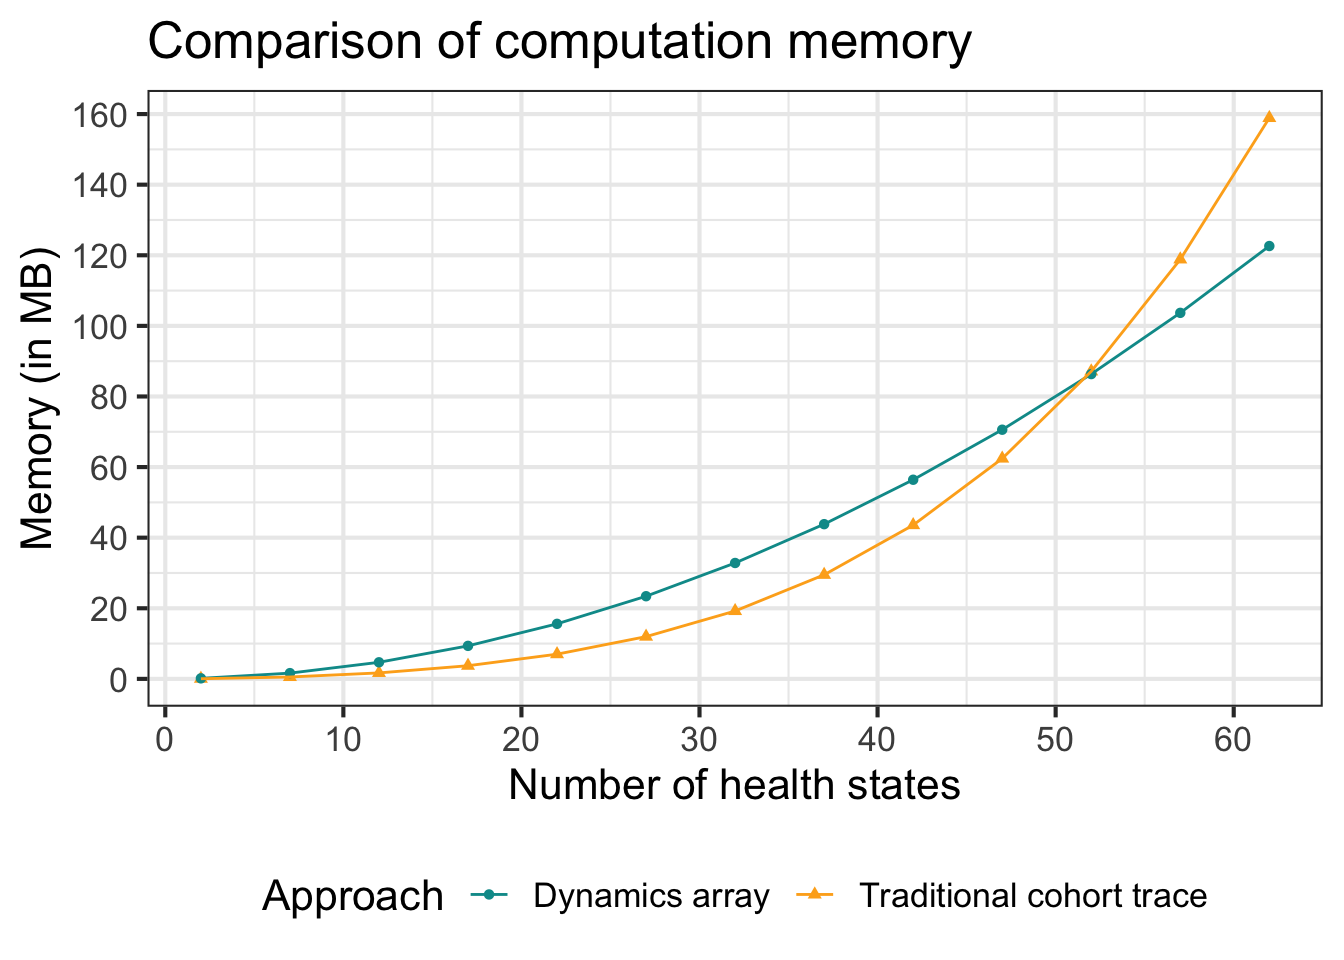 Comparison of computation memory
160
140
120
100
80
60
40
20
0
Memory (in MB)
0 10 20 30 40 50 60
Number of health states
Approach Dynamics array Traditional cohort trace